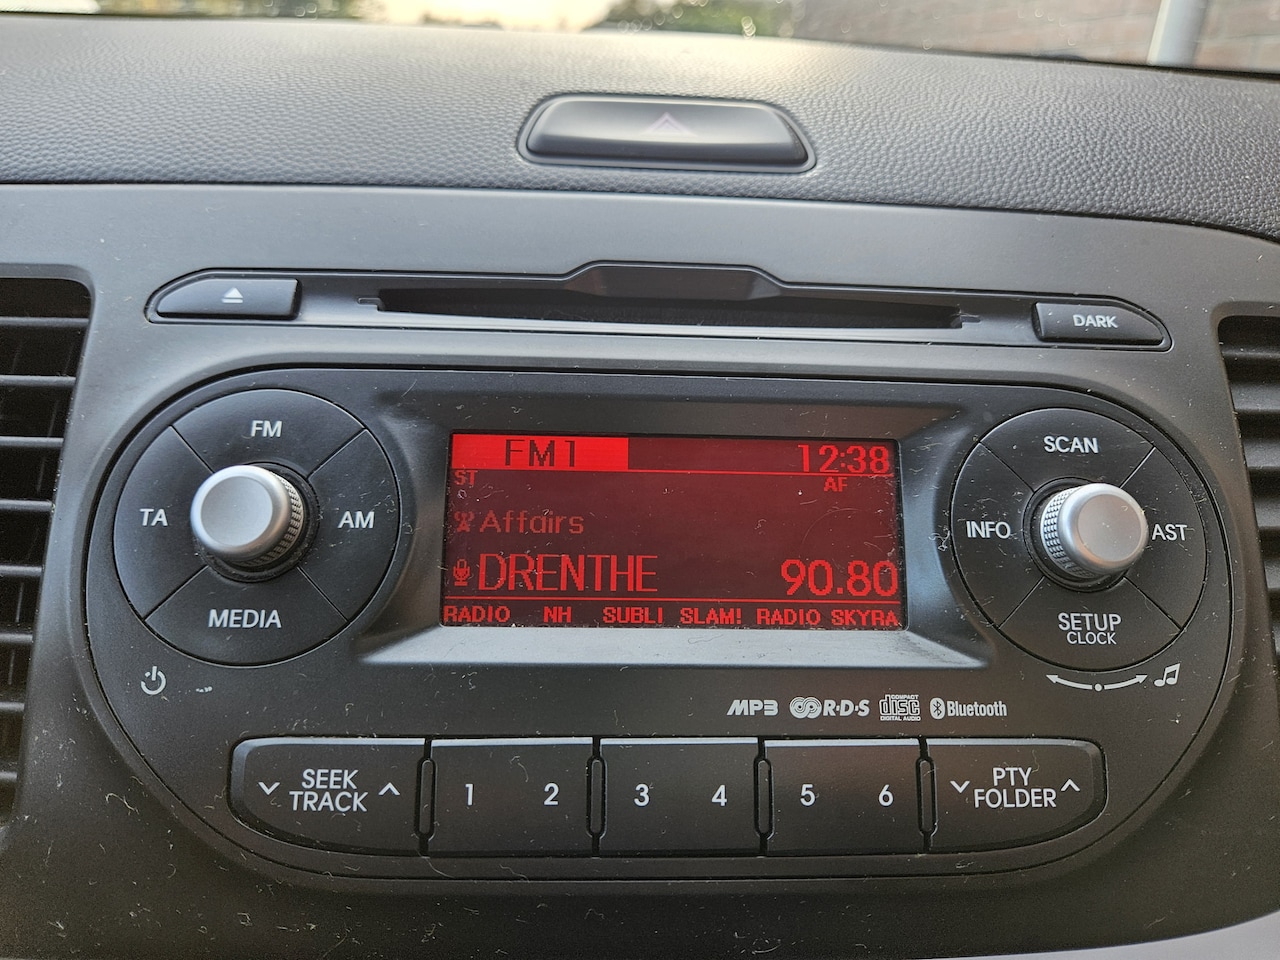 DARK
FM
TA
AM
MEDIA
FM1 12:38
ST AF
Affairs
DRENTHE 90.80
RADIO NH SUBLI SLAM! RADIO SKYRA
SCAN
INFO
AST
SETUP
CLOCK
MP3 R·D·S COMPACT disc DIGITAL AUDIO Bluetooth
SEEK
TRACK
1 2 3 4 5 6
PTY
FOLDER